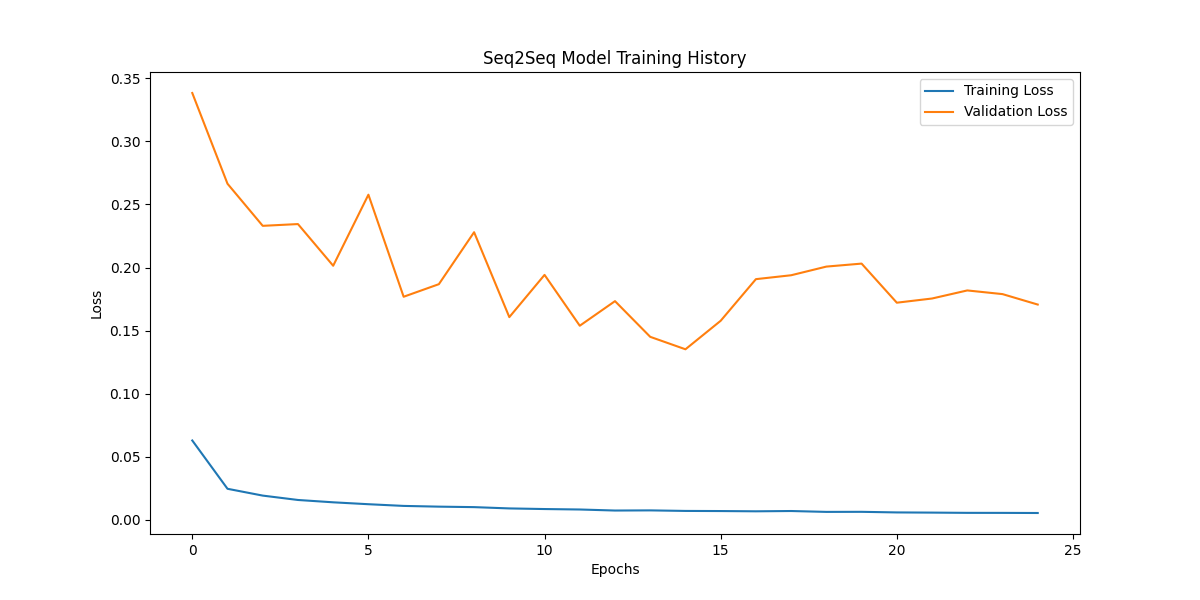 Seq2Seq Model Training History
Training Loss
Validation Loss
0.35
0.30
0.25
0.20
0.15
0.10
0.05
0.00
Loss
0 5 10 15 20 25
Epochs